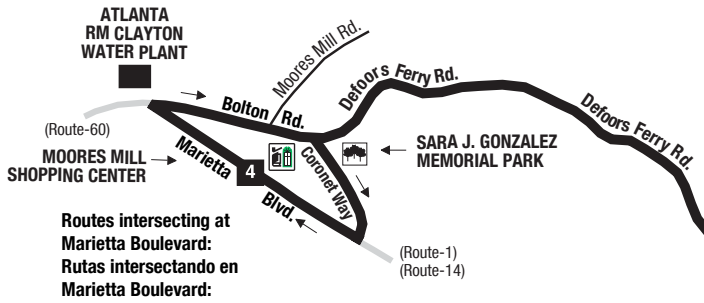 ATLANTA
RM CLAYTON
WATER PLANT
Moores Mill Rd.
Defoors Ferry Rd.
Defoors Ferry Rd.
Bolton Rd.
(Route-60)
MOORES MILL
SHOPPING CENTER
Marietta Blvd.
4
Coronet Way
SARA J. GONZALEZ
MEMORIAL PARK
Routes intersecting at
Marietta Boulevard:
Rutas intersectando en
Marietta Boulevard:
(Route-1)
(Route-14)